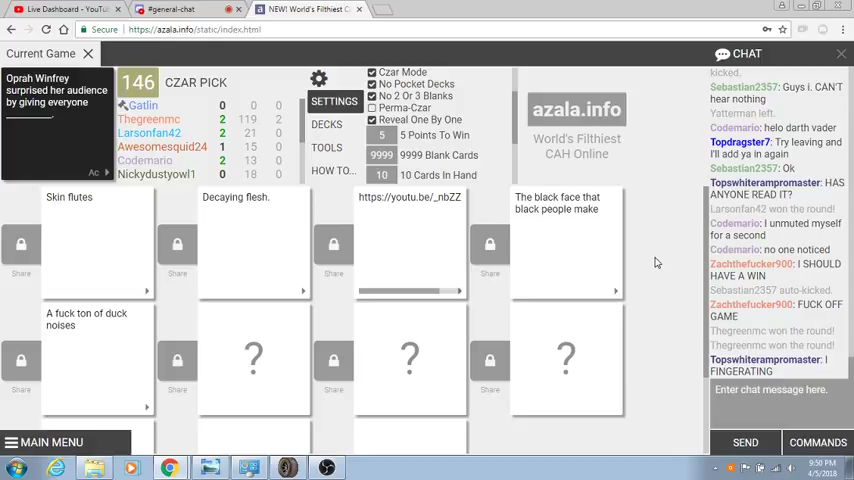 Live Dashboard - YouTub
#general-chat
NEW! World's Filthiest C
Secure
https://azala.info/static/index.html
Current Game
CHAT
Oprah Winfrey
surprised her audience
by giving everyone
__________.
Ac
146 CZAR PICK
Gatlin 0 0 0
Thegreenmc 2 119 2
Larsonfan42 2 21 0
Awesomesquid24 1 15 0
Codemario 2 13 0
Nickydustyowl1 0 18 0
SETTINGS
DECKS
TOOLS
HOW TO...
Czar Mode
No Pocket Decks
No 2 Or 3 Blanks
Perma-Czar
Reveal One By One
5 5 Points To Win
9999 9999 Blank Cards
10 10 Cards In Hand
azala.info
World's Filthiest
CAH Online
Skin flutes
Share
Decaying flesh.
Share
https://youtu.be/_nbZZ
Share
The black face that
black people make
Share
A fuck ton of duck
noises
Share
?
Share
?
Share
?
kicked.
Sebastian2357: Guys i. CAN'T
hear nothing
Yatterman left.
Codemario: helo darth vader
Topdragster7: Try leaving and
I'll add ya in again
Sebastian2357: Ok
Topswhiterampromaster: HAS
ANYONE READ IT?
Larsonfan42 won the round!
Codemario: I unmuted myself
for a second
Codemario: no one noticed
Zachthefucker900: I SHOULD
HAVE A WIN
Sebastian2357 auto-kicked.
Zachthefucker900: FUCK OFF
GAME
Thegreenmc won the round!
Thegreenmc won the round!
Topswhiterampromaster: I
FINGERATING
Enter chat message here.
MAIN MENU
SEND
COMMANDS
9:50 PM
4/5/2018